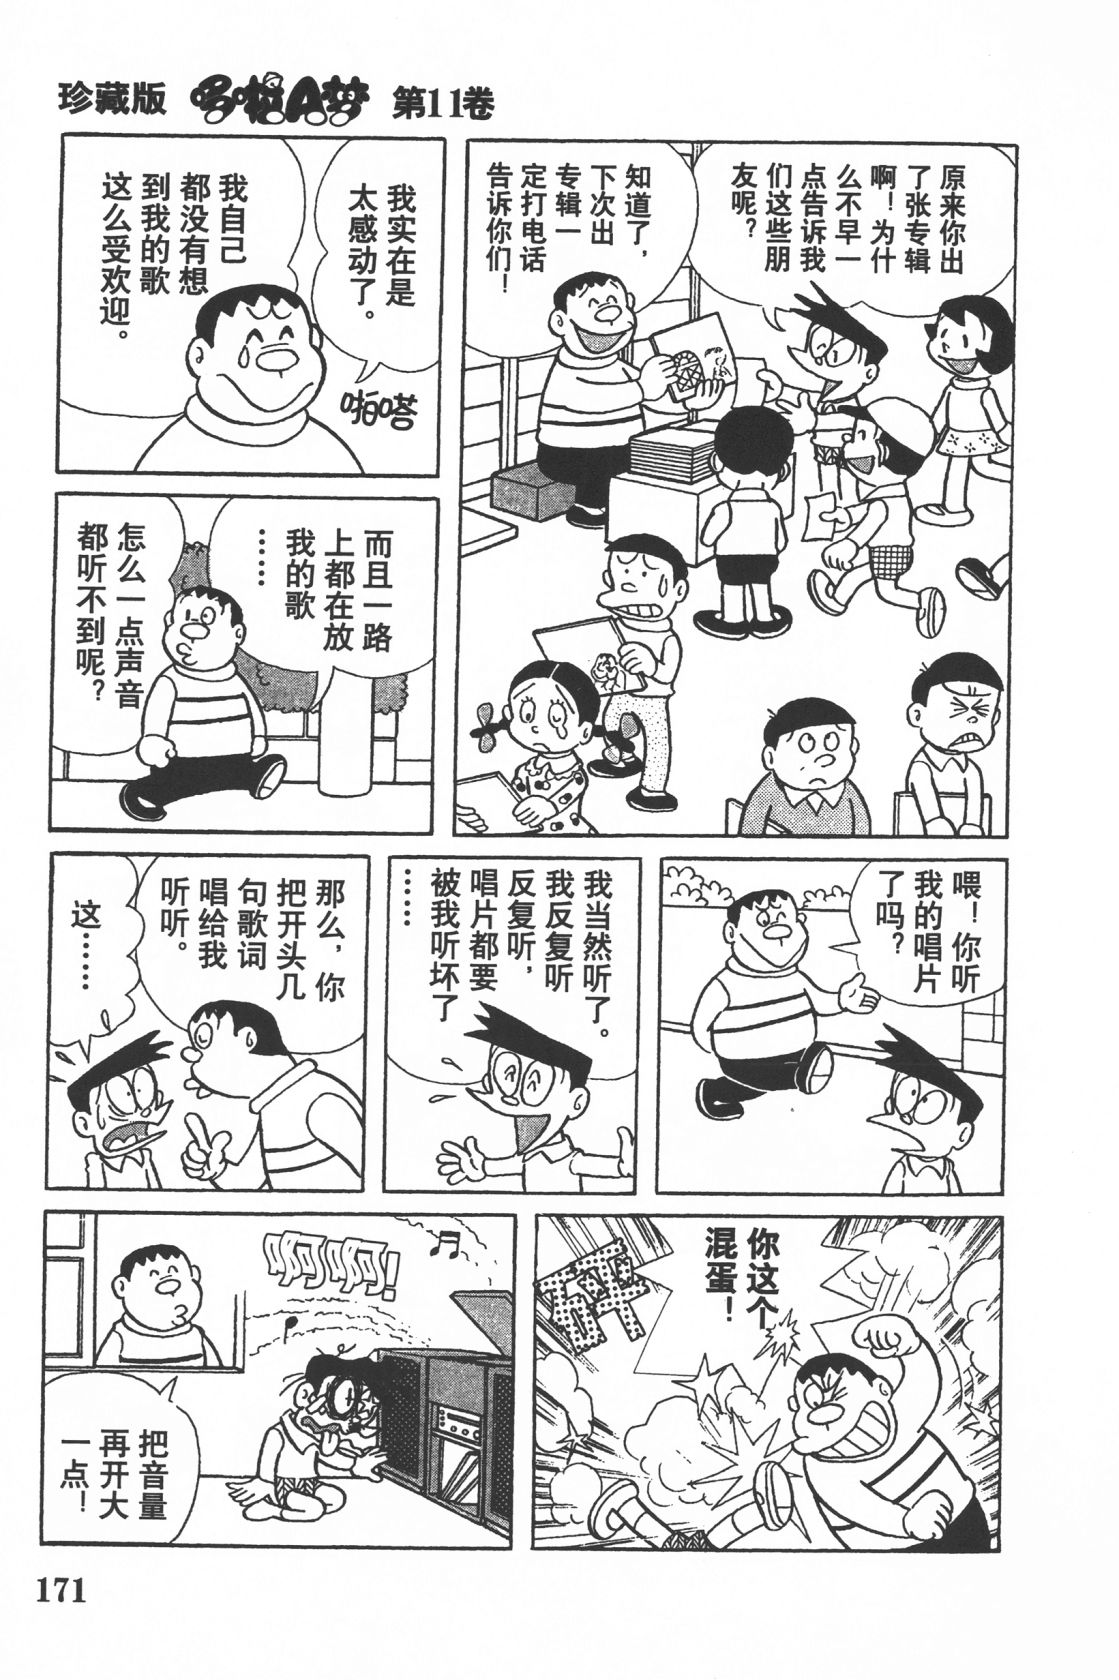 珍藏版 哆啦A梦 第11卷
原来你出
了张专辑
啊！为什
么不早一
点告诉我
们这些朋
友呢？
知道了，
下次出
专辑一
定打电话
告诉你们！
我实在是
太感动了。
我自己
都没有想
到我的歌
这么受欢迎。
啪嗒
而且一路
上都在放
我的歌
……
怎么一点声音
都听不到呢？
喂！你听
我的唱片
了吗？
我当然听了。
我反复听
反复听，
唱片都要
被我听坏了
……
那么，你
把开头几
句歌词
唱给我
听听。
这……
你这个
混蛋！
砰
啊啊！
把音量
再开大
一点！
171